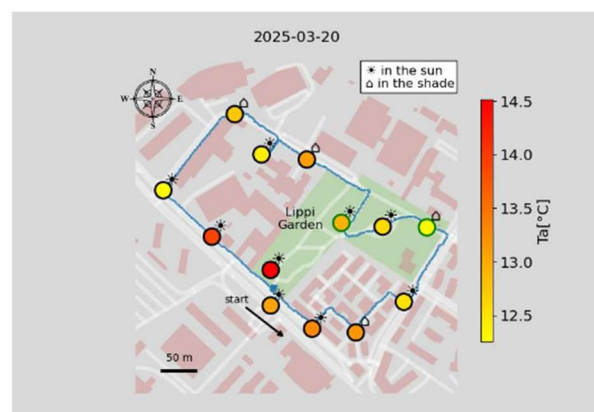 2025-03-20
in the sun
in the shade
N
W E
S
Lippi
Garden
start
50 m
14.5
14.0
13.5
13.0
12.5
Ta[°C]